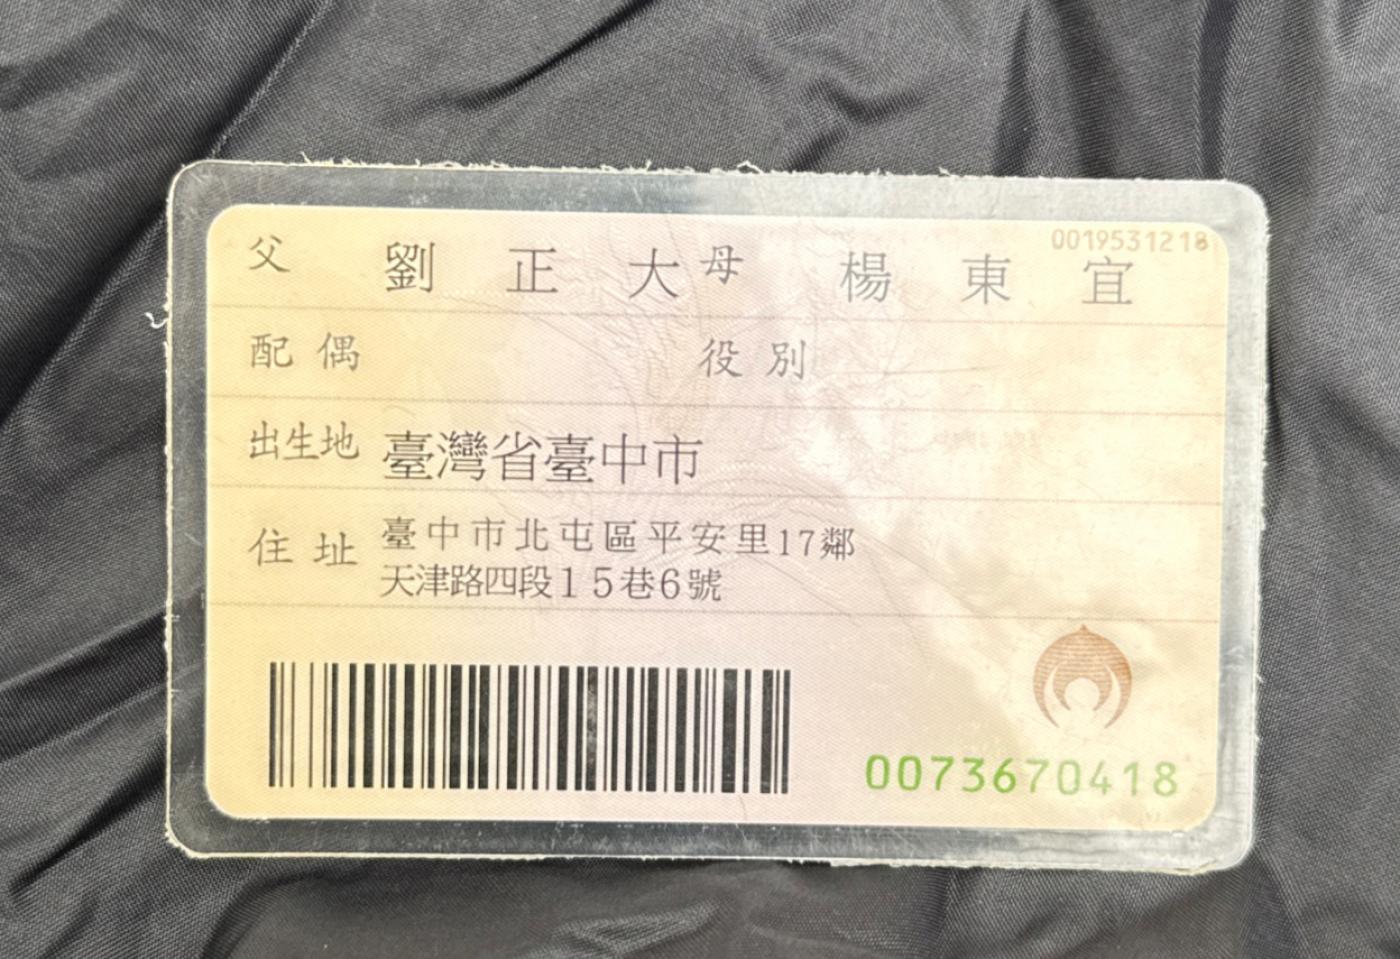 0019531218
父 劉正大 母 楊東宜
配偶 役別
出生地 臺灣省臺中市
住址 臺中市北屯區平安里17鄰
天津路四段15巷6號
0073670418